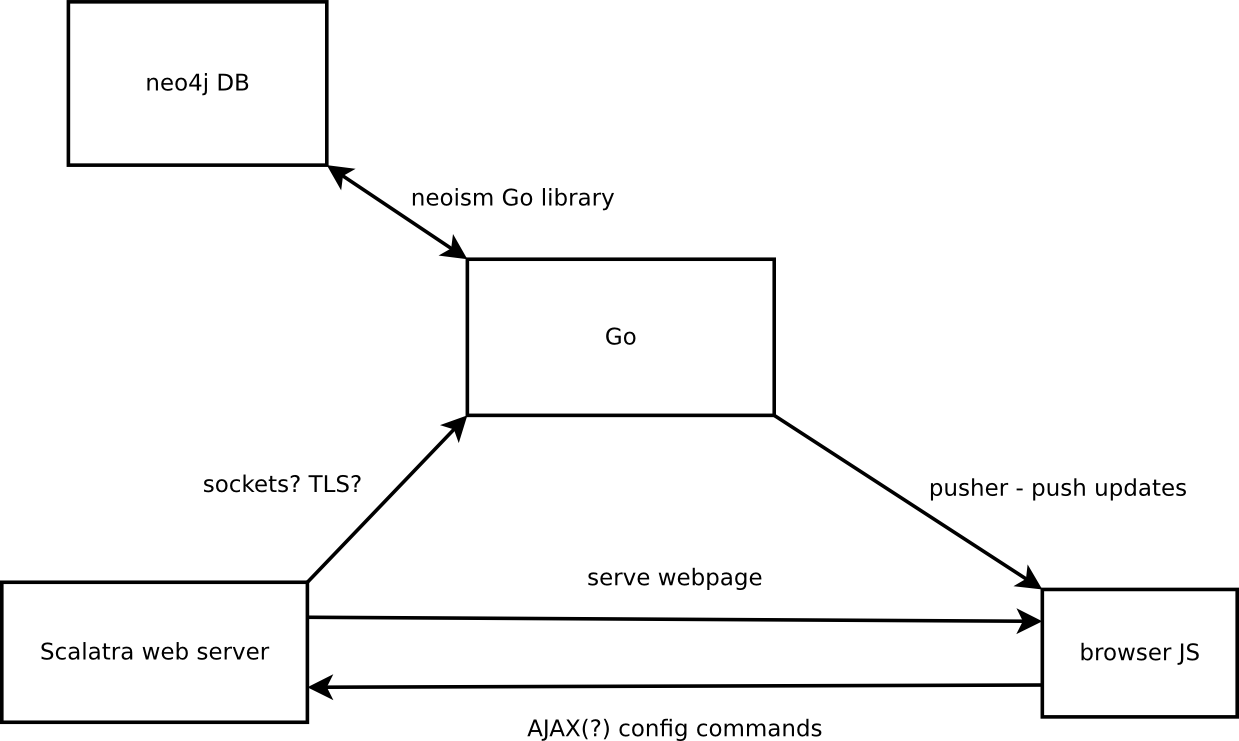 neo4j DB
neoism Go library
Go
sockets? TLS?
pusher - push updates
serve webpage
Scalatra web server
browser JS
AJAX(?) config commands